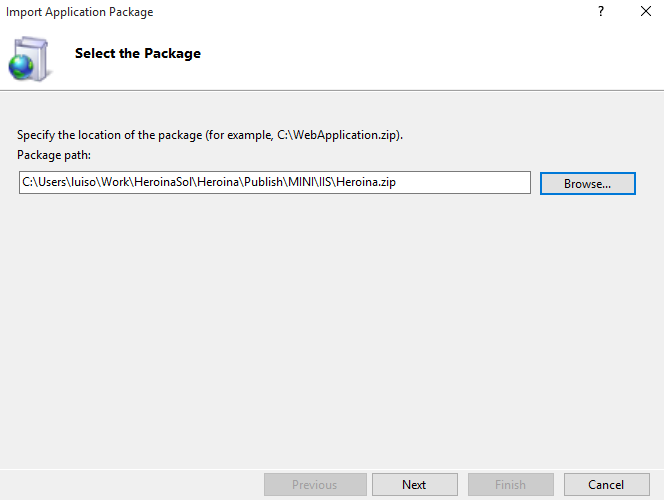 Import Application Package
?
Select the Package
Specify the location of the package (for example, C:\WebApplication.zip).
Package path:
C:\Users\luiso\Work\HeroinaSol\Heroina\Publish\MINI\IIS\Heroina.zip
Browse...
Previous
Next
Finish
Cancel